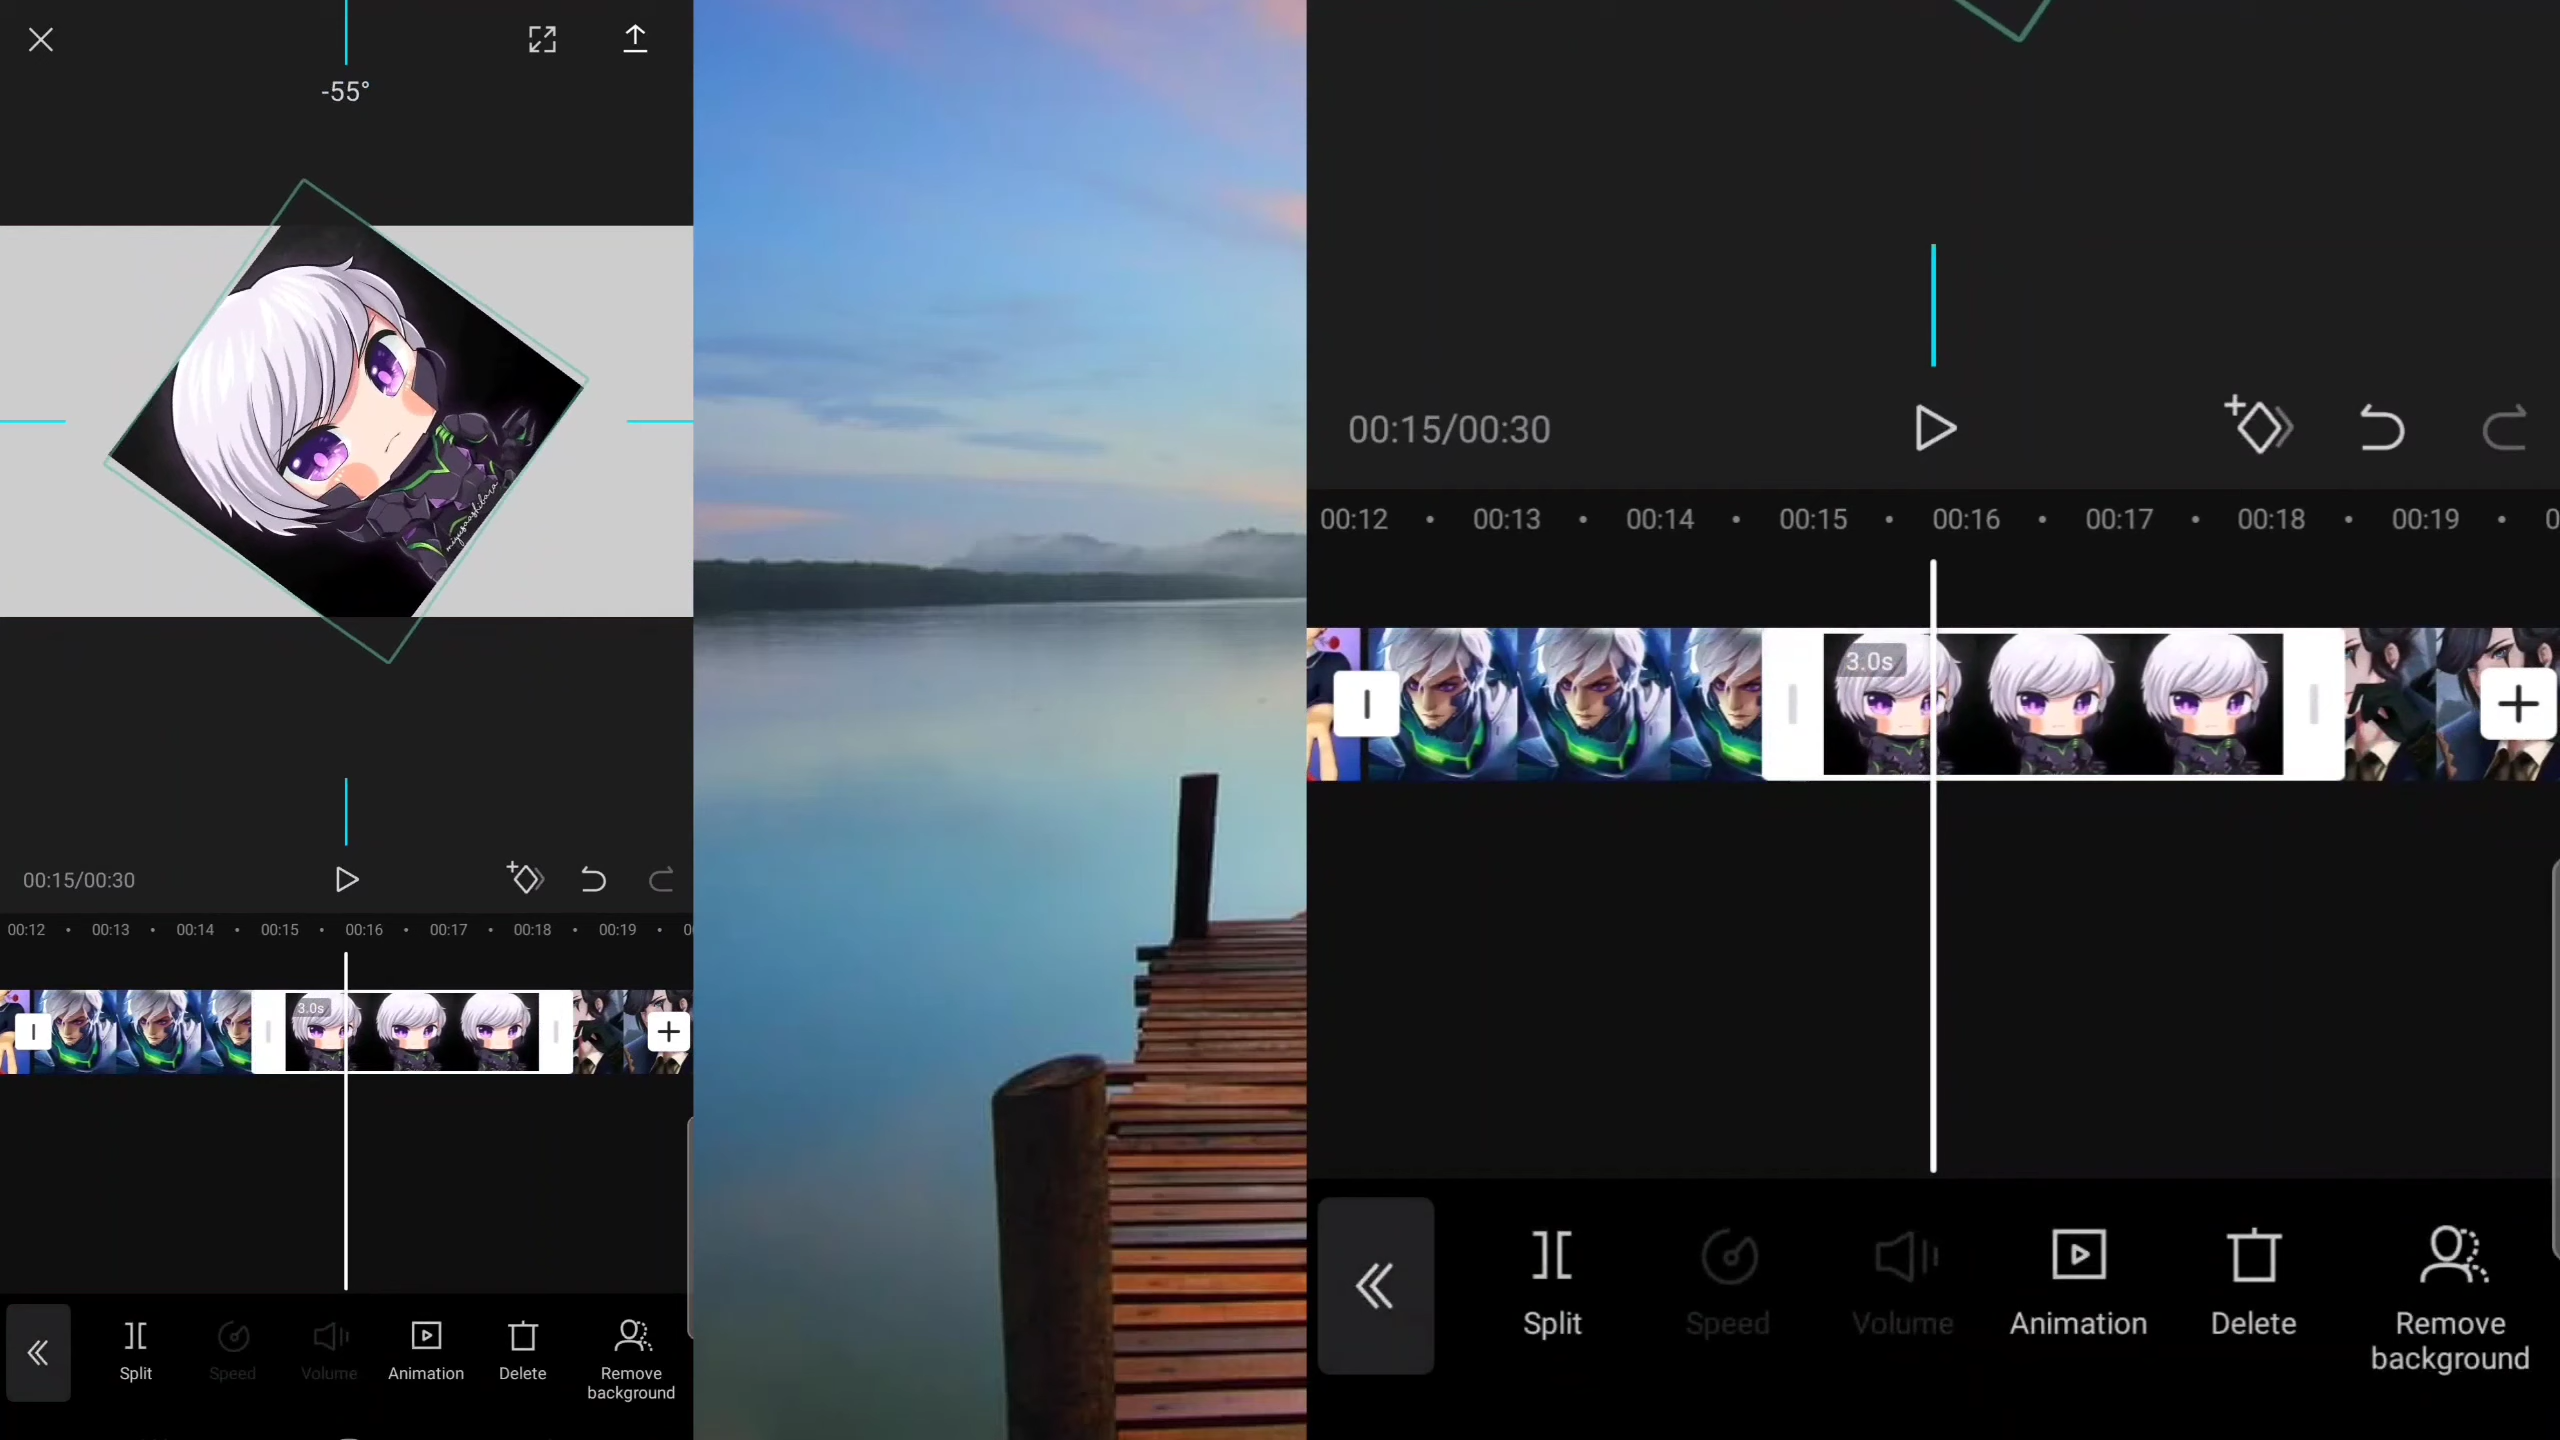 -55°
miyusaashibara
00:15/00:30
00:12 00:13 00:14 00:15 00:16 00:17 00:18 00:19
3.0s
Split
Speed
Volume
Animation
Delete
Remove
background
00:15/00:30
00:12 00:13 00:14 00:15 00:16 00:17 00:18 00:19 0
3.0s
Split
Speed
Volume
Animation
Delete
Remove
background